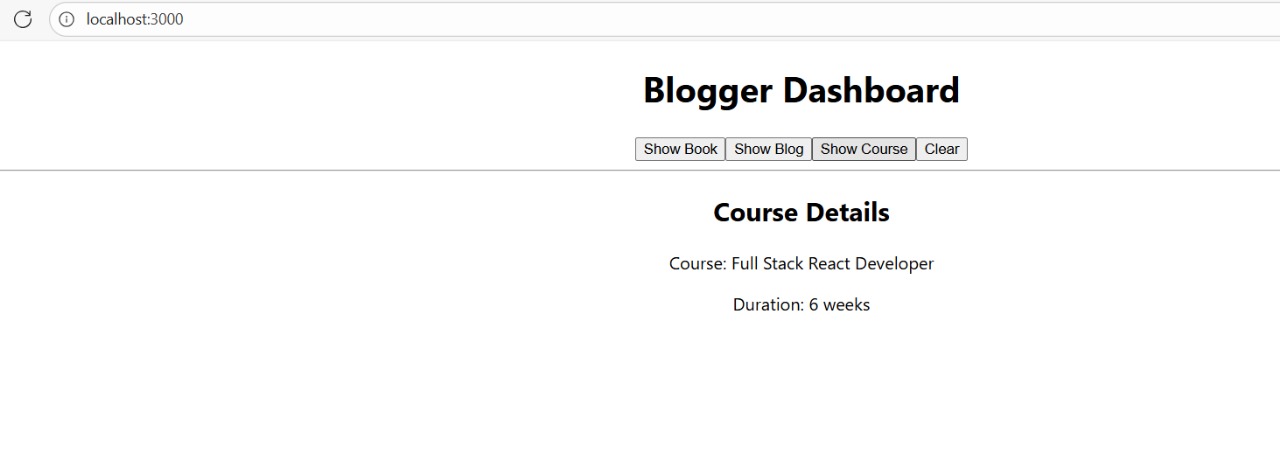 localhost:3000
Blogger Dashboard
Show Book Show Blog Show Course Clear
Course Details
Course: Full Stack React Developer
Duration: 6 weeks